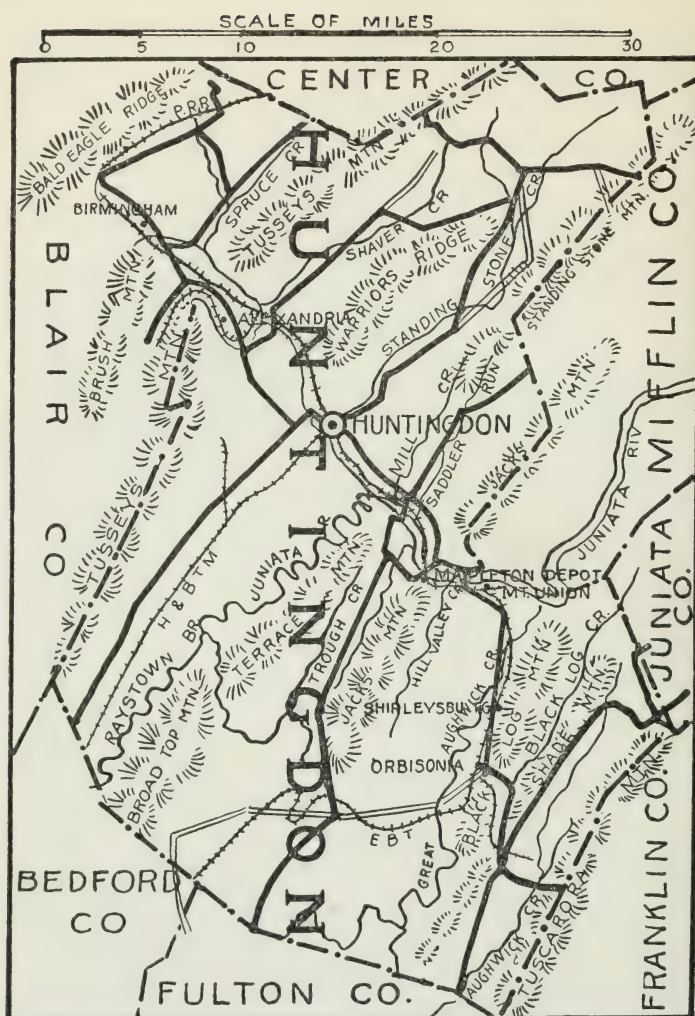 SCALE OF MILES
0 5 10 20 30
CENTER CO.
BALD EAGLE RIDGE
P.R.R.
SPRUCE CR
TUSSEYS MTN
BIRMINGHAM
SHAVER CR
WARRIORS RIDGE
STANDING STONE CR
STANDING STONE MTN.
BLAIR CO
BRUSH MTN
MTN.
ALEXANDRIA
HUNTINGDON
HUNTINGDON
MILL CR
SADDLER RUN
JACKS MTN
MIFFLIN CO
JUNIATA RIV
JUNIATA CO.
TUSSEYS
H & B T M
RAYSTOWN BR JUNIATA R
TERRACE MTN.
TROUGH CR
JACKS MTN
HILL VALLEY CR
MAPLETON DEPOT
MT. UNION
SHIRLEYSBURG
AUGHWICK CR
BLACK LOG MTN
BLACK LOG CR.
SHADE MTN.
BROAD TOP MTN.
ORBISONIA
E B T
GREAT
BEDFORD CO
FULTON CO.
AUGHWICK CR
TUSCARORA MTN
FRANKLIN CO.